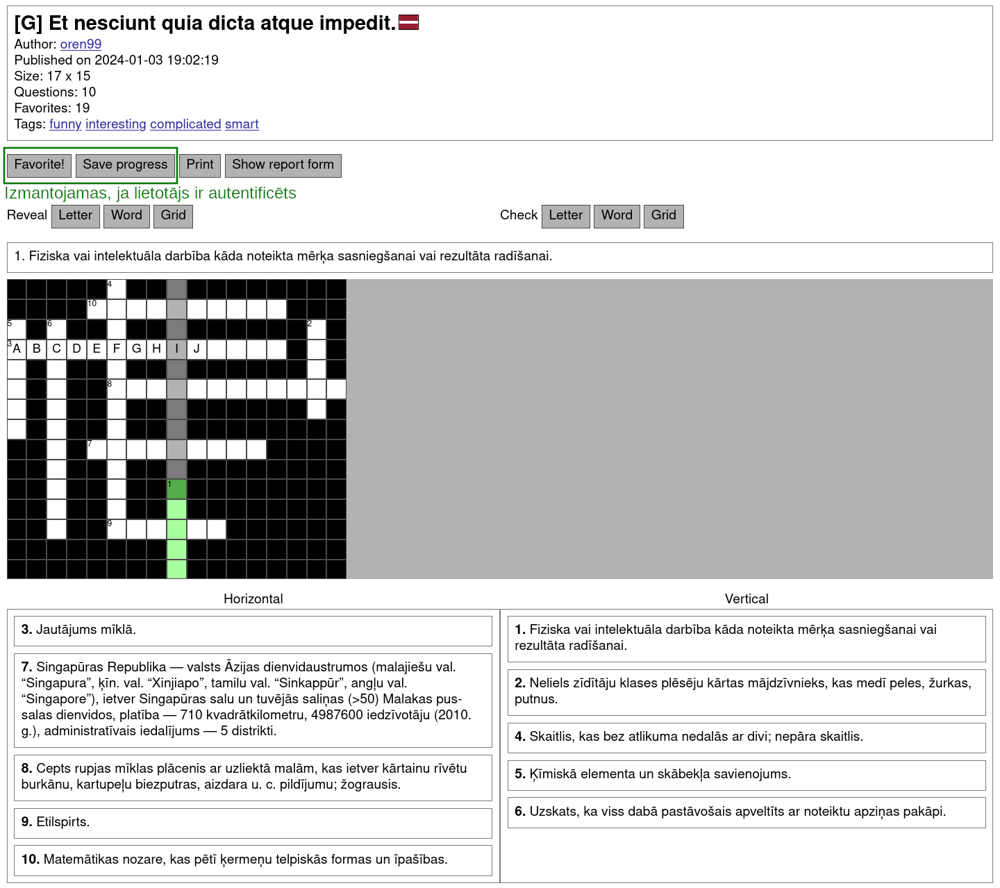 [G] Et nesciunt quia dicta atque impedit.
Author: oren99
Published on 2024-01-03 19:02:19
Size: 17 x 15
Questions: 10
Favorites: 19
Tags: funny interesting complicated smart
Favorite! Save progress Print Show report form
Izmantojamas, ja lietotājs ir autentificēts
Reveal Letter Word Grid Check Letter Word Grid
1. Fiziska vai intelektuāla darbība kāda noteikta mērķa sasniegšanai vai rezultāta radīšanai.
4
10
5 6 2
3 A B C D E F G H I J
8
7
1
9
Horizontal Vertical
3. Jautājums mīklā.
7. Singapūras Republika — valsts Āzijas dienvidaustrumos (malajiešu val.
“Singapura”, ķīn. val. “Xinjiapo”, tamilu val. “Sinkappūr”, angļu val.
“Singapore”), ietver Singapūras salu un tuvējās saliņas (>50) Malakas pus-
salas dienvidos, platība — 710 kvadrātkilometru, 4987600 iedzīvotāju (2010.
g.), administratīvais iedalījums — 5 distrikti.
8. Cepts rupjas mīklas plācenis ar uzliektā malām, kas ietver kārtainu rīvētu
burkānu, kartupeļu biezputras, aizdara u. c. pildījumu; žograusis.
9. Etilspirts.
10. Matemātikas nozare, kas pētī ķermeņu telpiskās formas un īpašības.
1. Fiziska vai intelektuāla darbība kāda noteikta mērķa sasniegšanai vai
rezultāta radīšanai.
2. Neliels zīdītāju klases plēsēju kārtas mājdzīvnieks, kas medī peles, žurkas,
putnus.
4. Skaitlis, kas bez atlikuma nedalās ar divi; nepāra skaitlis.
5. Ķīmiskā elementa un skābekļa savienojums.
6. Uzskats, ka viss dabā pastāvošais apveltīts ar noteiktu apziņas pakāpi.